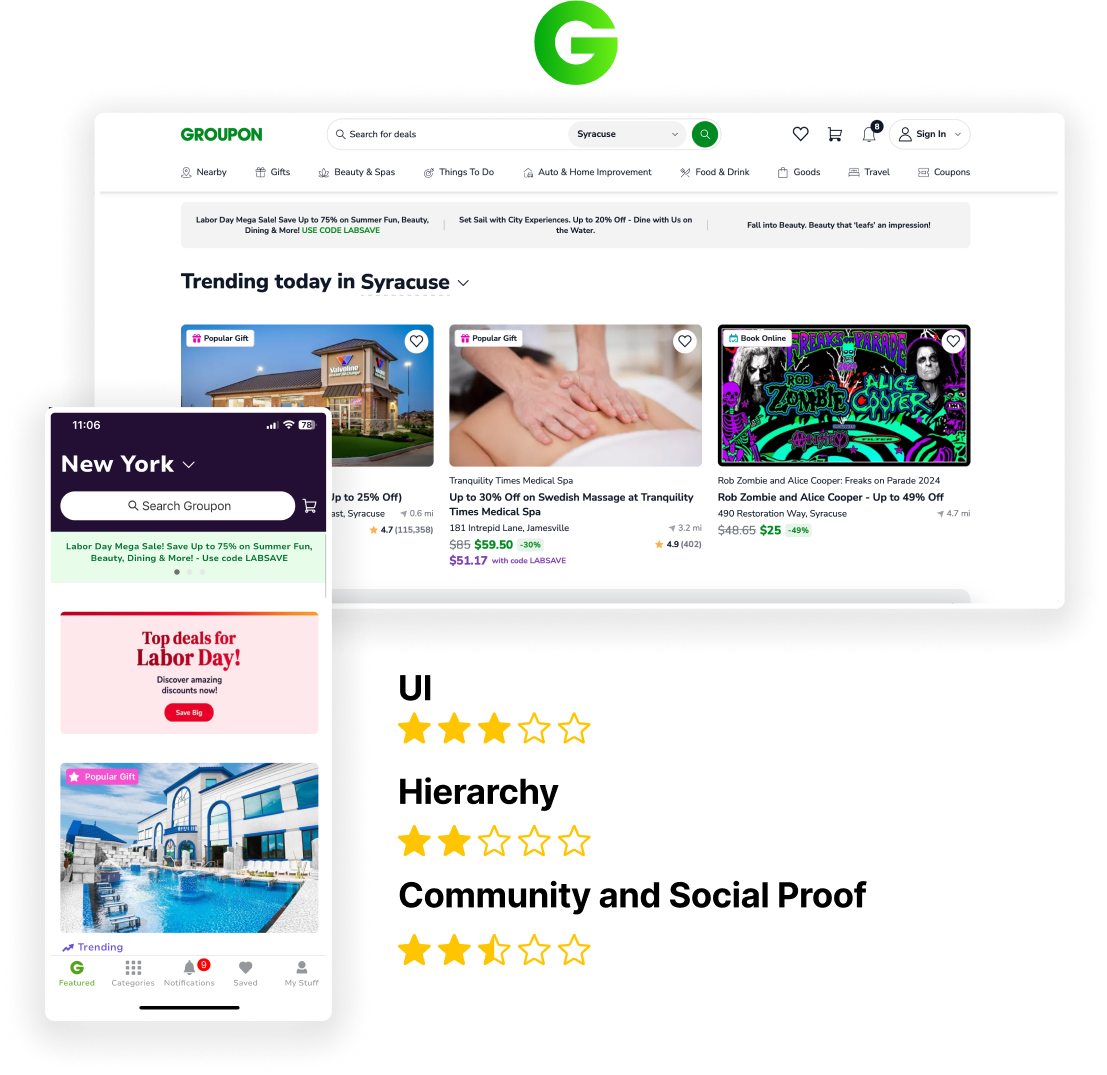 G
GROUPON
Search for deals
Syracuse
8
Sign In
Nearby
Gifts
Beauty & Spas
Things To Do
Auto & Home Improvement
Food & Drink
Goods
Travel
Coupons
Labor Day Mega Sale! Save Up to 75% on Summer Fun, Beauty,
Dining & More! USE CODE LABSAVE
Set Sail with City Experiences. Up to 20% Off - Dine with Us on
the Water.
Fall into Beauty. Beauty that ‘leafs’ an impression!
Trending today in Syracuse
Popular Gift
Valvoline
Popular Gift
Book Online
FREAKS ON PARADE
2024
ROB
ZOMBIE
ALICE
COOPER
MINISTRY
FILTER
Up to 25% Off)
ast, Syracuse
0.6 mi
4.7 (115,358)
Tranquility Times Medical Spa
Up to 30% Off on Swedish Massage at Tranquility
Times Medical Spa
181 Intrepid Lane, Jamesville
3.2 mi
$85 $59.50 -30%
4.9 (402)
$51.17 with code LABSAVE
Rob Zombie and Alice Cooper: Freaks on Parade 2024
Rob Zombie and Alice Cooper - Up to 49% Off
490 Restoration Way, Syracuse
4.7 mi
$48.65 $25 -49%
11:06
78
New York
Search Groupon
Labor Day Mega Sale! Save Up to 75% on Summer Fun,
Beauty, Dining & More! - Use code LABSAVE
Top deals for
Labor Day!
Discover amazing
discounts now!
Save Big
Popular Gift
Trending
G
9
Featured
Categories
Notifications
Saved
My Stuff
UI
Hierarchy
Community and Social Proof